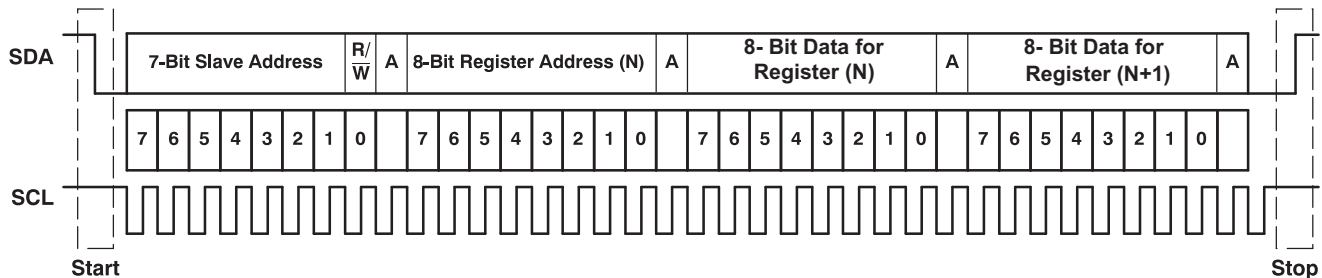 SDA
7-Bit Slave Address
R/
W
A
8-Bit Register Address (N)
A
8- Bit Data for
Register (N)
A
8- Bit Data for
Register (N+1)
A
7 6 5 4 3 2 1 0 7 6 5 4 3 2 1 0 7 6 5 4 3 2 1 0 7 6 5 4 3 2 1 0
SCL
Start
Stop